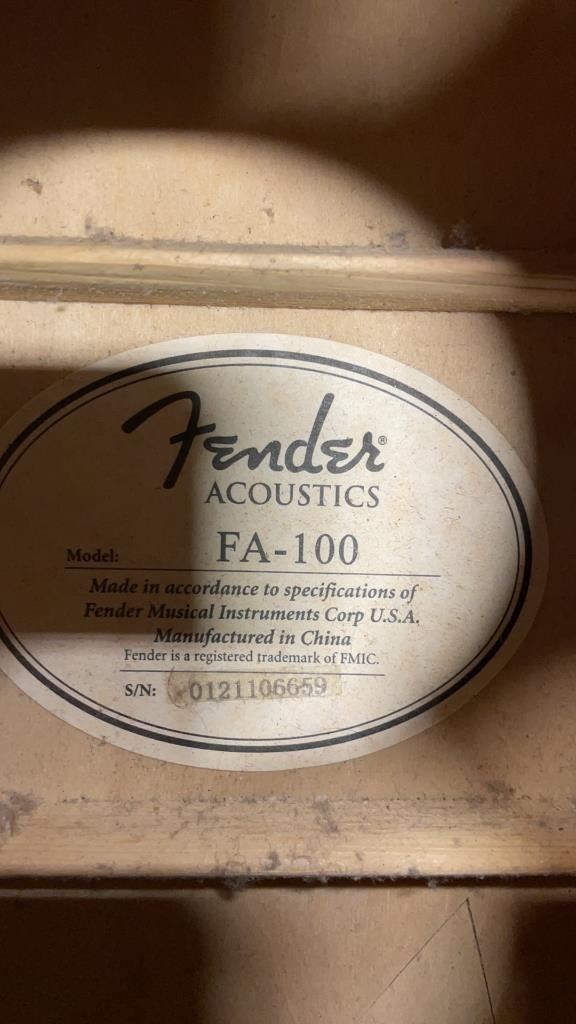 Fender®
ACOUSTICS
Model: FA-100
Made in accordance to specifications of
Fender Musical Instruments Corp U.S.A.
Manufactured in China
Fender is a registered trademark of FMIC.
S/N: 0121106659